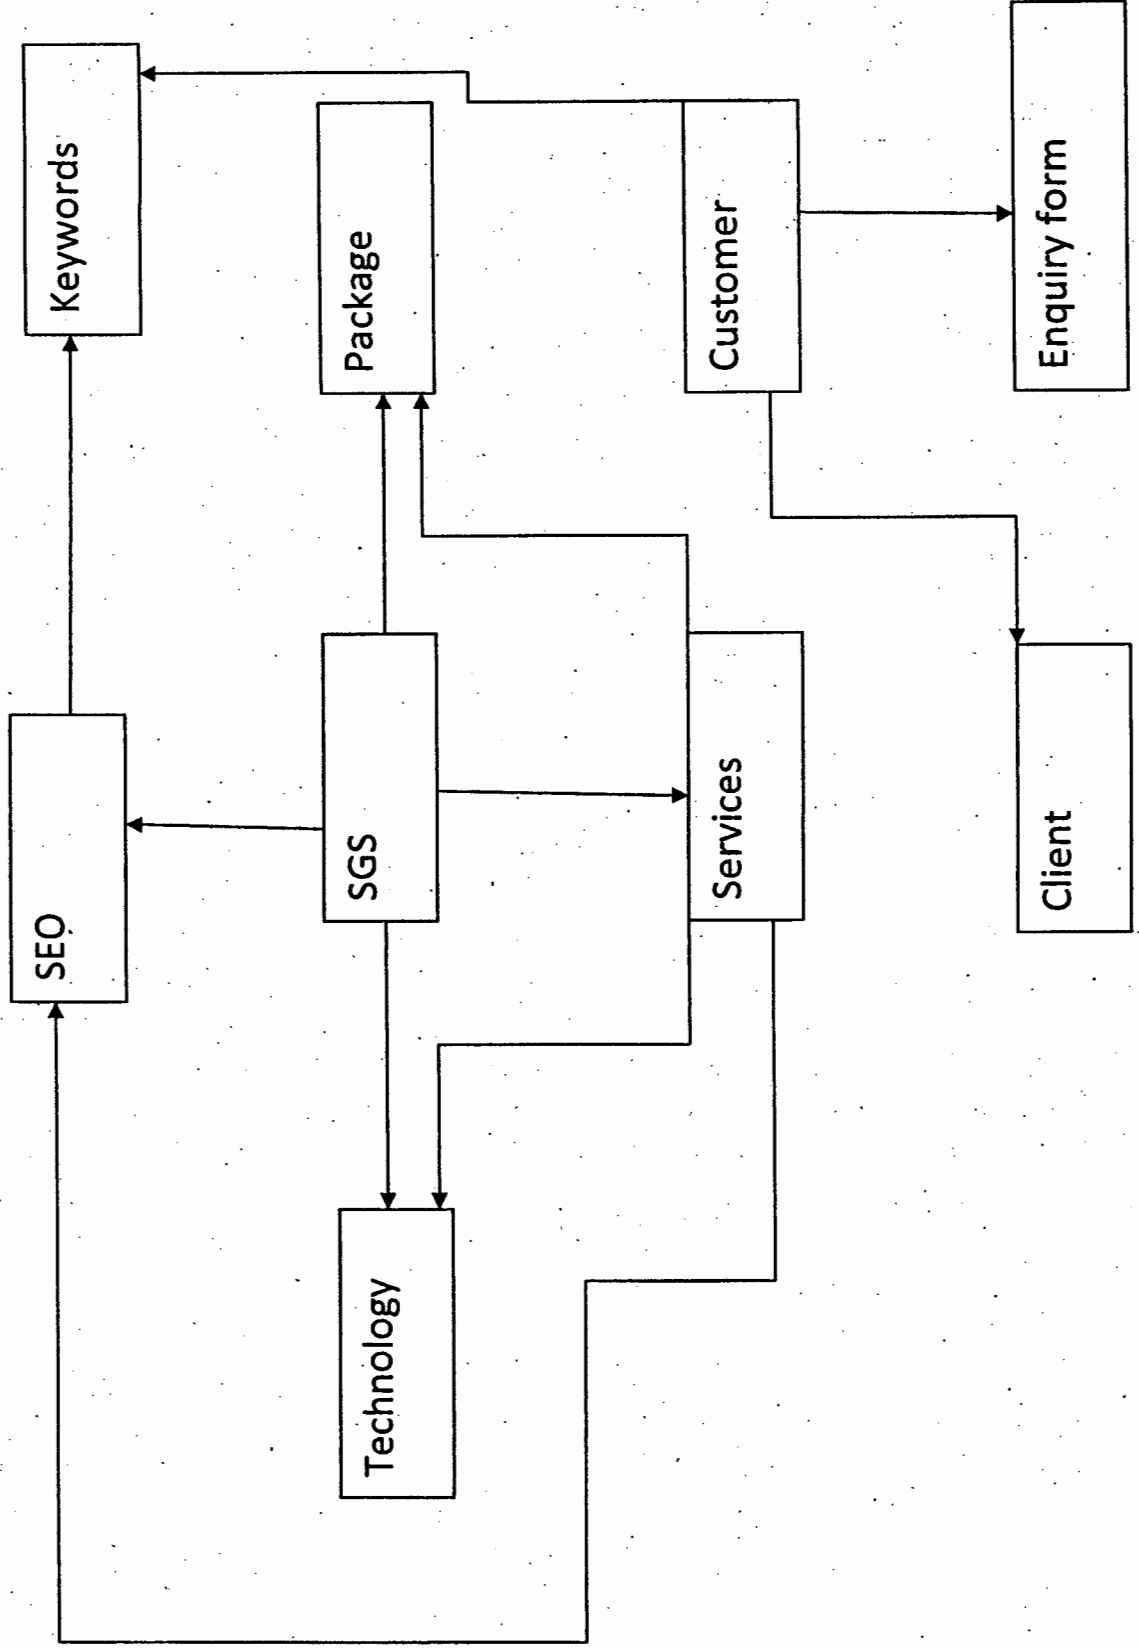 SEO
Keywords
Technology
SGS
Package
Services
Customer
Client
Enquiry form